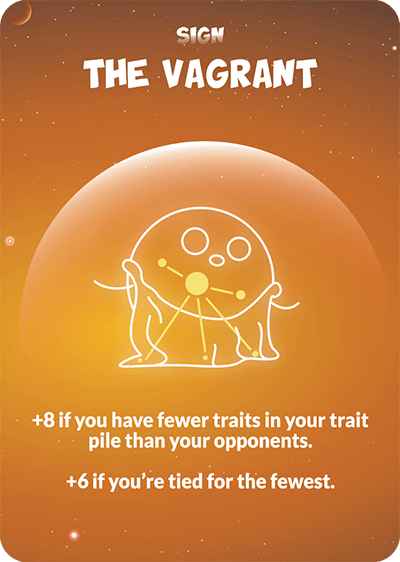 SIGN
THE VAGRANT
+8 if you have fewer traits in your trait
pile than your opponents.
+6 if you’re tied for the fewest.